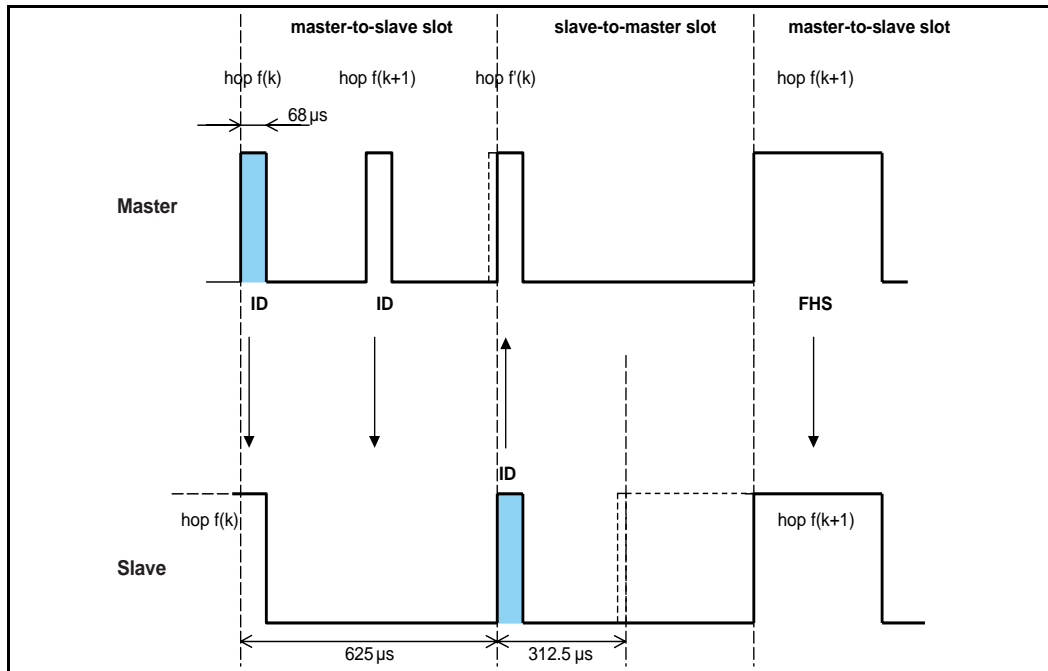 master-to-slave slot slave-to-master slot master-to-slave slot
hop f(k) hop f(k+1) hop f'(k) hop f(k+1)
68 µs
Master
ID ID FHS
ID
hop f(k) hop f(k+1)
Slave
625 µs 312.5 µs